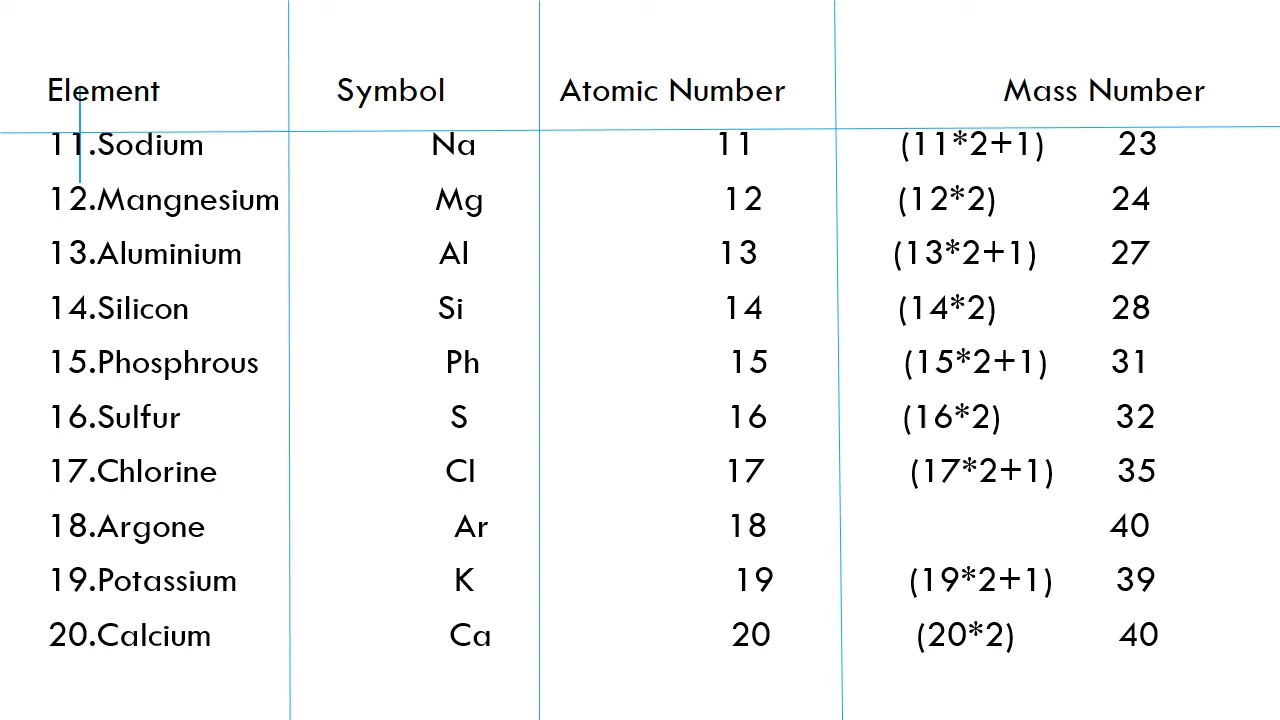 Element Symbol Atomic Number Mass Number
11.Sodium Na 11 (11*2+1) 23
12.Mangnesium Mg 12 (12*2) 24
13.Aluminium Al 13 (13*2+1) 27
14.Silicon Si 14 (14*2) 28
15.Phosphrous Ph 15 (15*2+1) 31
16.Sulfur S 16 (16*2) 32
17.Chlorine Cl 17 (17*2+1) 35
18.Argone Ar 18 40
19.Potassium K 19 (19*2+1) 39
20.Calcium Ca 20 (20*2) 40